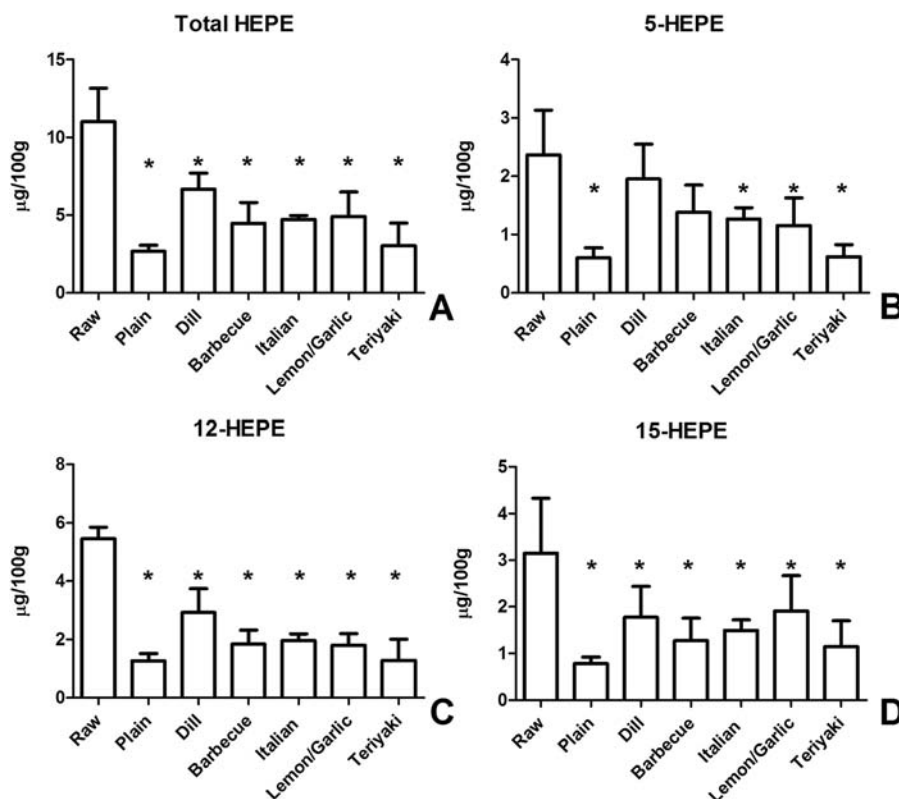 Total HEPE
15
10
5
0
µg/100g
* * * * * *
Raw
Plain
Dill
Barbecue
Italian
Lemon/Garlic
Teriyaki
A
5-HEPE
4
3
2
1
0
µg/100g
* * * *
Raw
Plain
Dill
Barbecue
Italian
Lemon/Garlic
Teriyaki
B
12-HEPE
8
6
4
2
0
µg/100g
* * * * * *
Raw
Plain
Dill
Barbecue
Italian
Lemon/Garlic
Teriyaki
C
15-HEPE
5
4
3
2
1
0
µg/100g
* * * * * *
Raw
Plain
Dill
Barbecue
Italian
Lemon/Garlic
Teriyaki
D